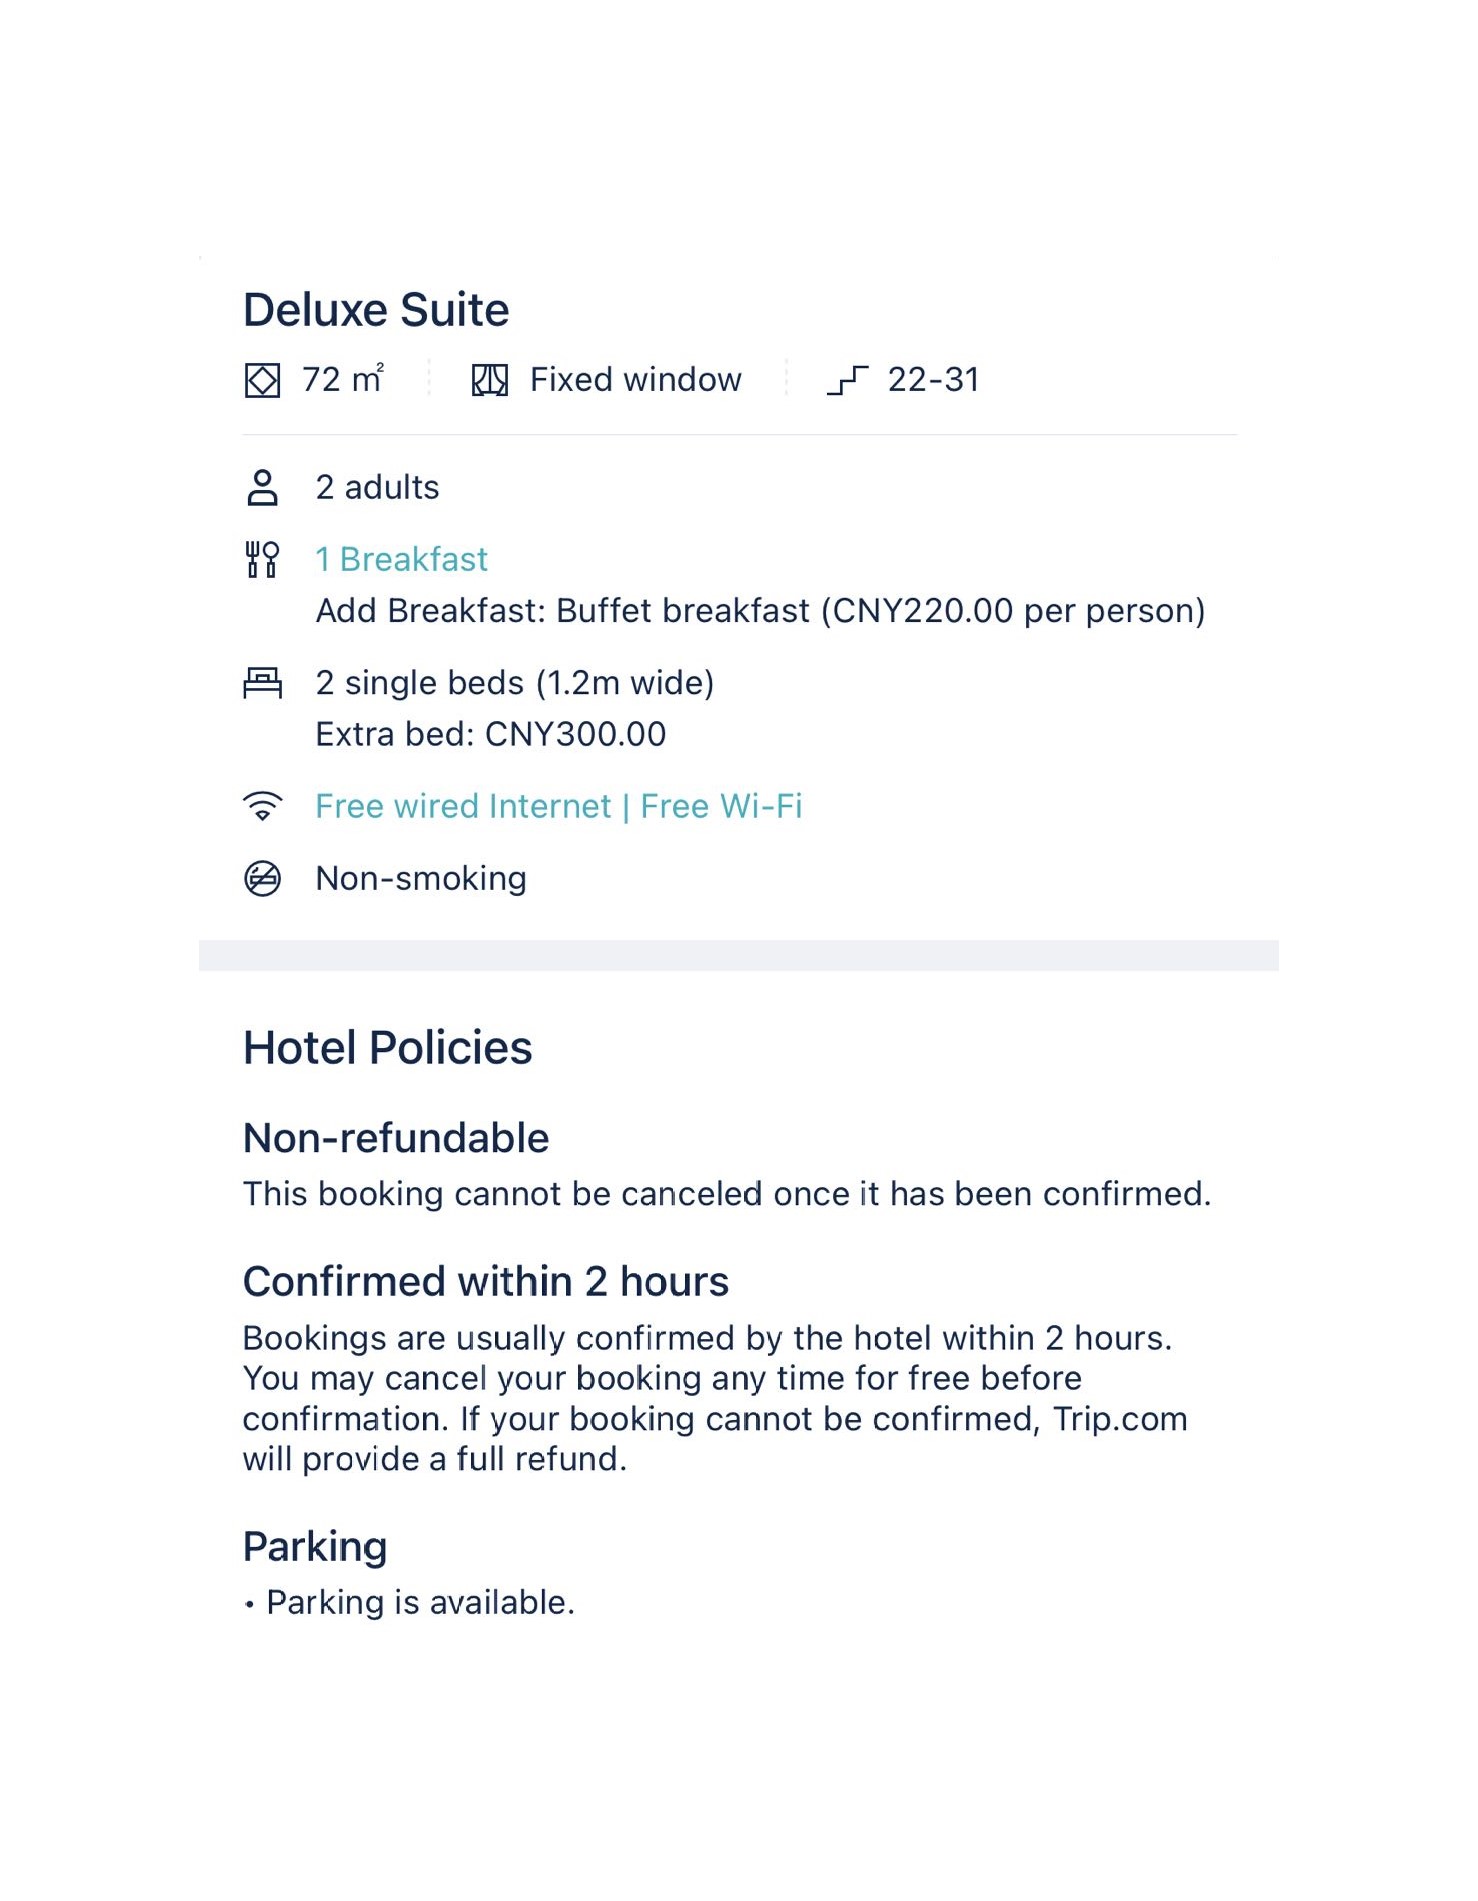 Deluxe Suite
72 m² Fixed window 22-31
2 adults
1 Breakfast
Add Breakfast: Buffet breakfast (CNY220.00 per person)
2 single beds (1.2m wide)
Extra bed: CNY300.00
Free wired Internet | Free Wi-Fi
Non-smoking
Hotel Policies
Non-refundable
This booking cannot be canceled once it has been confirmed.
Confirmed within 2 hours
Bookings are usually confirmed by the hotel within 2 hours.
You may cancel your booking any time for free before
confirmation. If your booking cannot be confirmed, Trip.com
will provide a full refund.
Parking
• Parking is available.